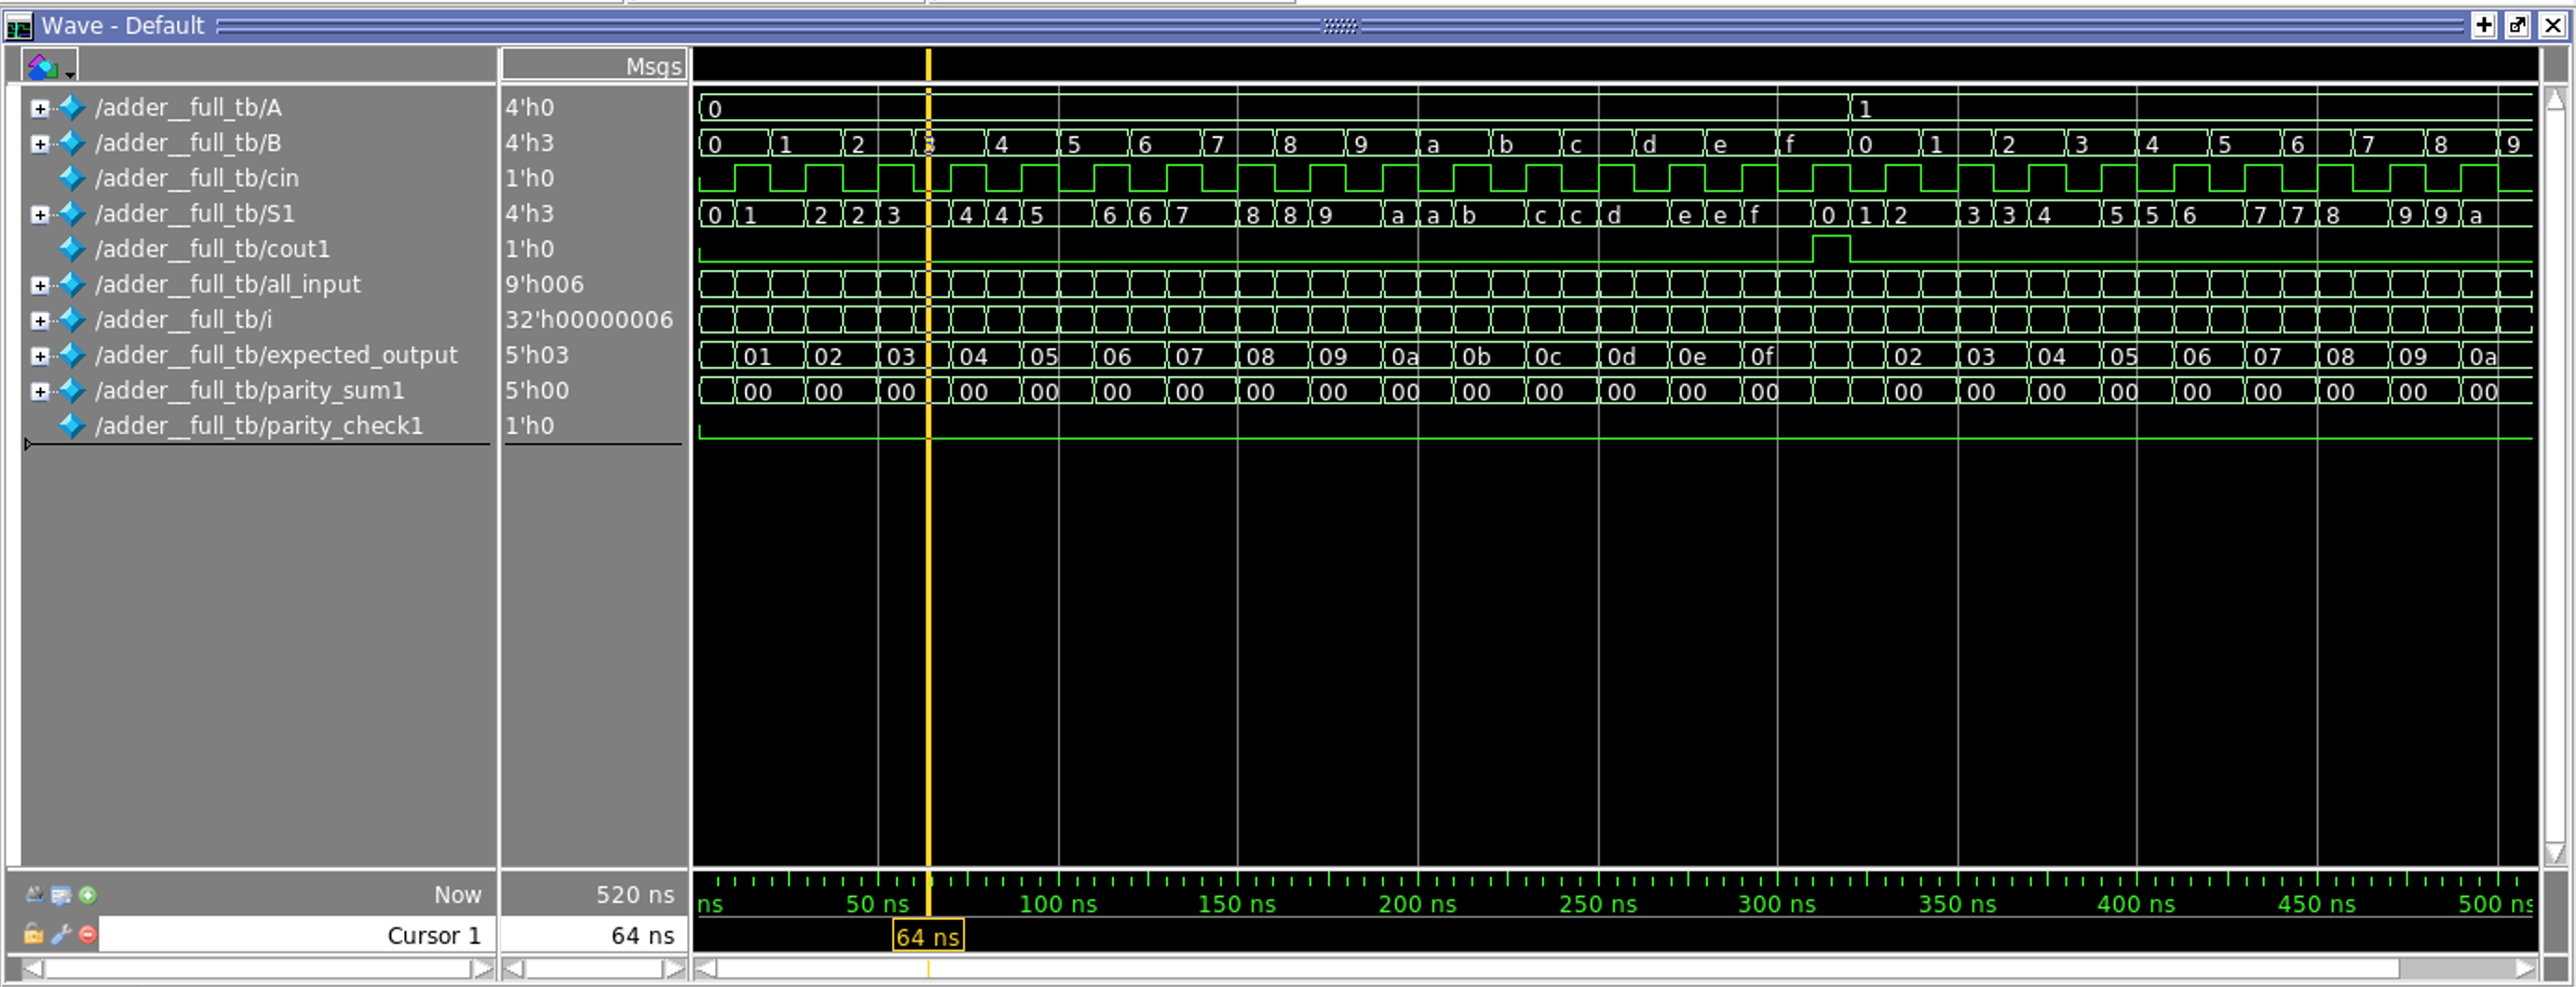 Wave - Default
Msgs
/adder__full_tb/A 4'h0 0 1
/adder__full_tb/B 4'h3 0 1 2 3 4 5 6 7 8 9 a b c d e f 0 1 2 3 4 5 6 7 8 9
/adder__full_tb/cin 1'h0
/adder__full_tb/S1 4'h3 0 1 2 2 3 4 4 5 6 6 7 8 8 9 a a b c c d e e f 0 1 2 3 3 4 5 5 6 7 7 8 9 9 a
/adder__full_tb/cout1 1'h0
/adder__full_tb/all_input 9'h006
/adder__full_tb/i 32'h00000006
/adder__full_tb/expected_output 5'h03 01 02 03 04 05 06 07 08 09 0a 0b 0c 0d 0e 0f 02 03 04 05 06 07 08 09 0a
/adder__full_tb/parity_sum1 5'h00 00 00 00 00 00 00 00 00 00 00 00 00 00 00 00 00 00 00 00 00 00 00 00 00
/adder__full_tb/parity_check1 1'h0
Now 520 ns ns 50 ns 100 ns 150 ns 200 ns 250 ns 300 ns 350 ns 400 ns 450 ns 500 ns
Cursor 1 64 ns 64 ns